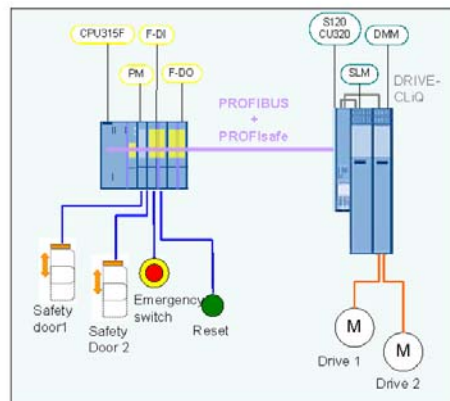 CPU315F
F-DI
S120
CU320
DMM
PM
F-DO
SLM
DRIVE-
CLiQ
PROFIBUS
+
PROFIsafe
Safety
door1
Safety
Door 2
Emergency
switch
Reset
M
Drive 1
M
Drive 2